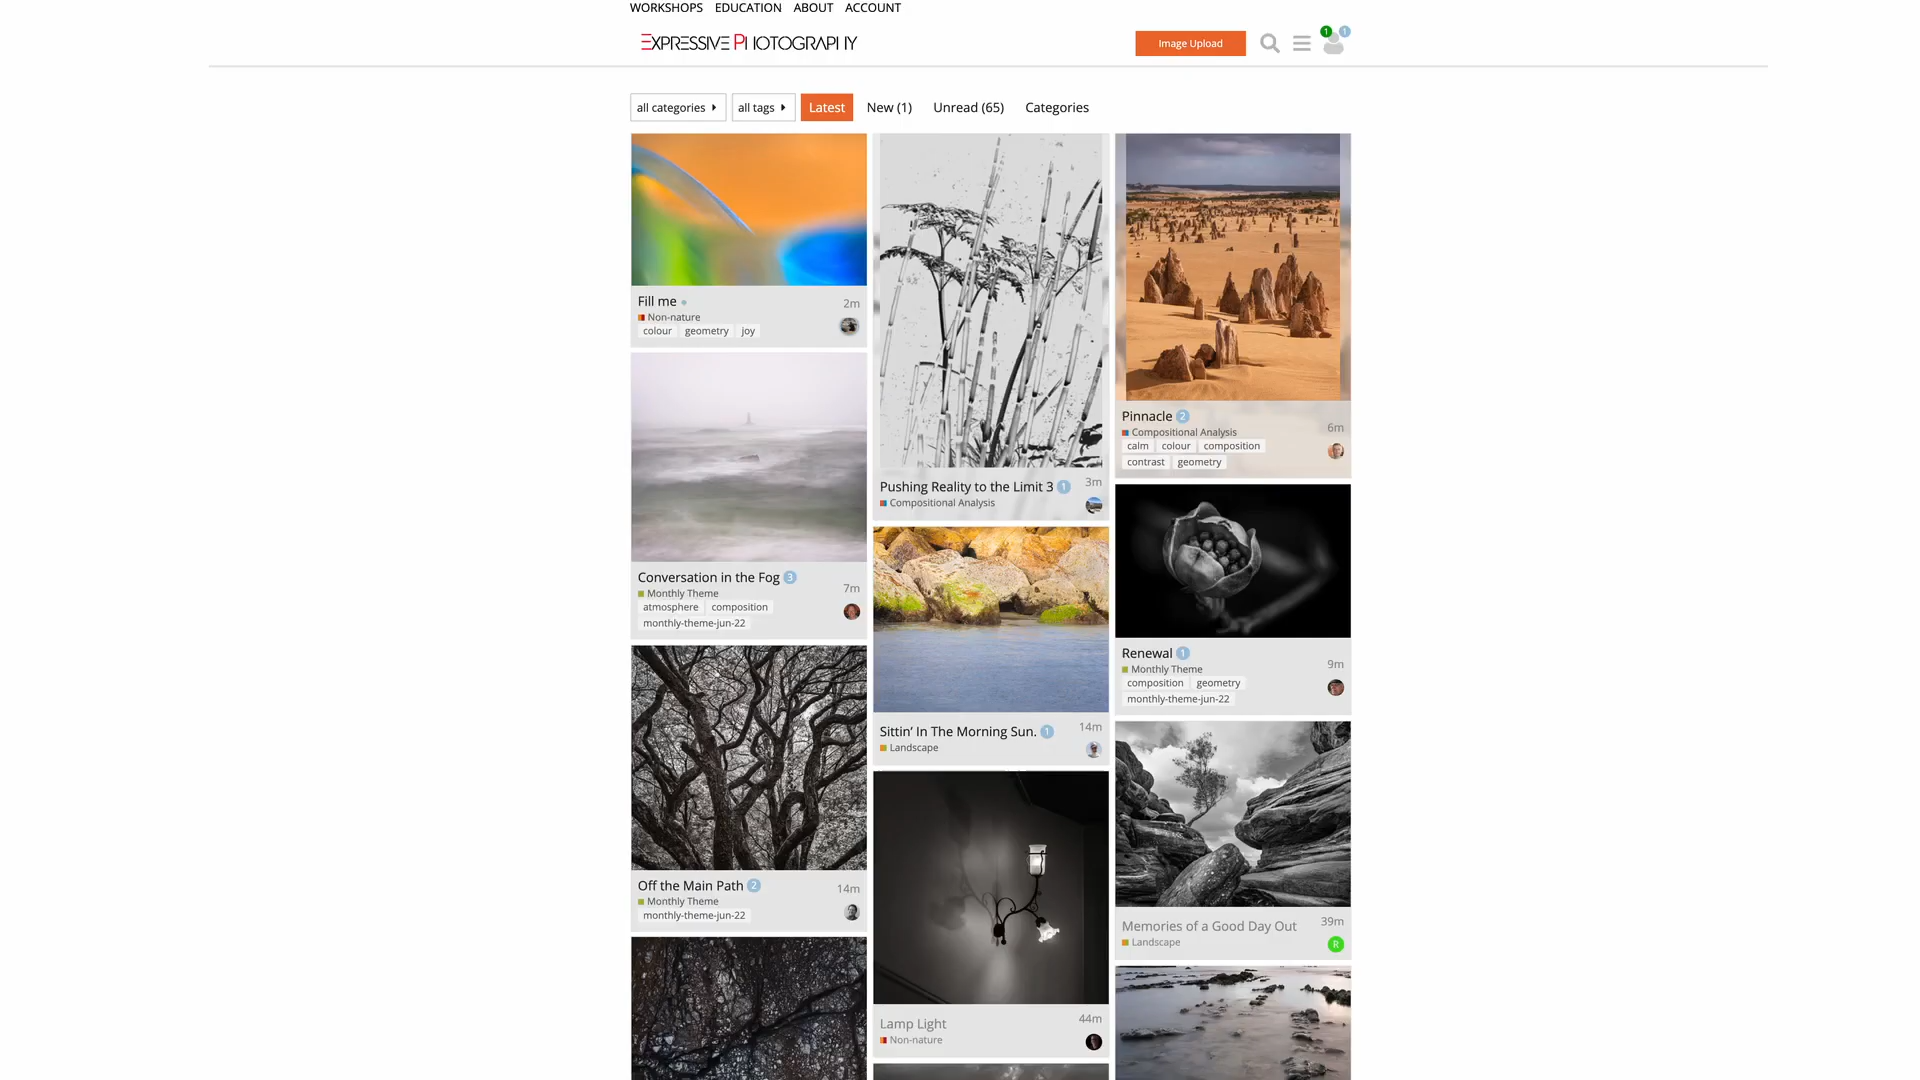 WORKSHOPS EDUCATION ABOUT ACCOUNT
EXPRESSIVE PHOTOGRAPHY
Image Upload
1 1
all categories all tags Latest New (1) Unread (65) Categories
Fill me
2m
Non-nature
colour geometry joy
Conversation in the Fog 3
7m
Monthly Theme
atmosphere composition
monthly-theme-jun-22
Off the Main Path 2
14m
Monthly Theme
monthly-theme-jun-22
Pushing Reality to the Limit 3 1
3m
Compositional Analysis
Sittin’ In The Morning Sun. 1
14m
Landscape
Lamp Light
44m
Non-nature
Pinnacle 2
6m
Compositional Analysis
calm colour composition
contrast geometry
Renewal 1
9m
Monthly Theme
composition geometry
monthly-theme-jun-22
Memories of a Good Day Out
39m
Landscape
R